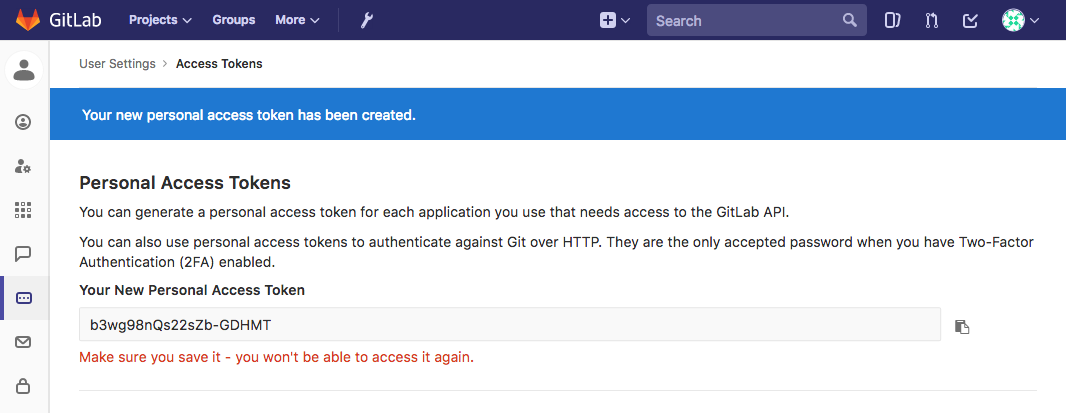 GitLab Projects Groups More Search
User Settings > Access Tokens
Your new personal access token has been created.
Personal Access Tokens
You can generate a personal access token for each application you use that needs access to the GitLab API.
You can also use personal access tokens to authenticate against Git over HTTP. They are the only accepted password when you have Two-Factor
Authentication (2FA) enabled.
Your New Personal Access Token
b3wg98nQs22sZb-GDHMT
Make sure you save it - you won't be able to access it again.